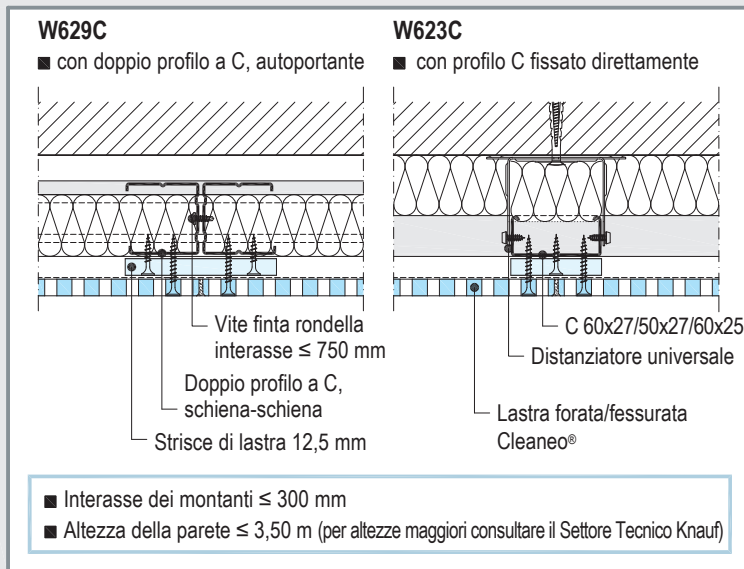 W629C
■ con doppio profilo a C, autoportante
Vite finta rondella
interasse ≤ 750 mm
Doppio profilo a C,
schiena-schiena
Strisce di lastra 12,5 mm
W623C
■ con profilo C fissato direttamente
C 60x27/50x27/60x25
Distanziatore universale
Lastra forata/fessurata
Cleaneo®
■ Interasse dei montanti ≤ 300 mm
■ Altezza della parete ≤ 3,50 m (per altezze maggiori consultare il Settore Tecnico Knauf)